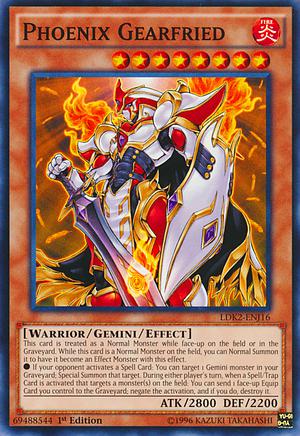 PHOENIX GEARFRIED
FIRE
炎
LDK2-ENJ16
[WARRIOR/GEMINI/EFFECT]
This card is treated as a Normal Monster while face-up on the field or in the
Graveyard. While this card is a Normal Monster on the field, you can Normal Summon
it to have it become an Effect Monster with this effect.
● If your opponent activates a Spell Card: You can target 1 Gemini monster in your
Graveyard; Special Summon that target. During either player's turn, when a Spell/Trap
Card is activated that targets a monster(s) on the field: You can send 1 face-up Equip
Card you control to the Graveyard; negate the activation, and if you do, destroy it.
ATK/2800 DEF/2200
69488544 1st Edition ©1996 KAZUKI TAKAHASHI